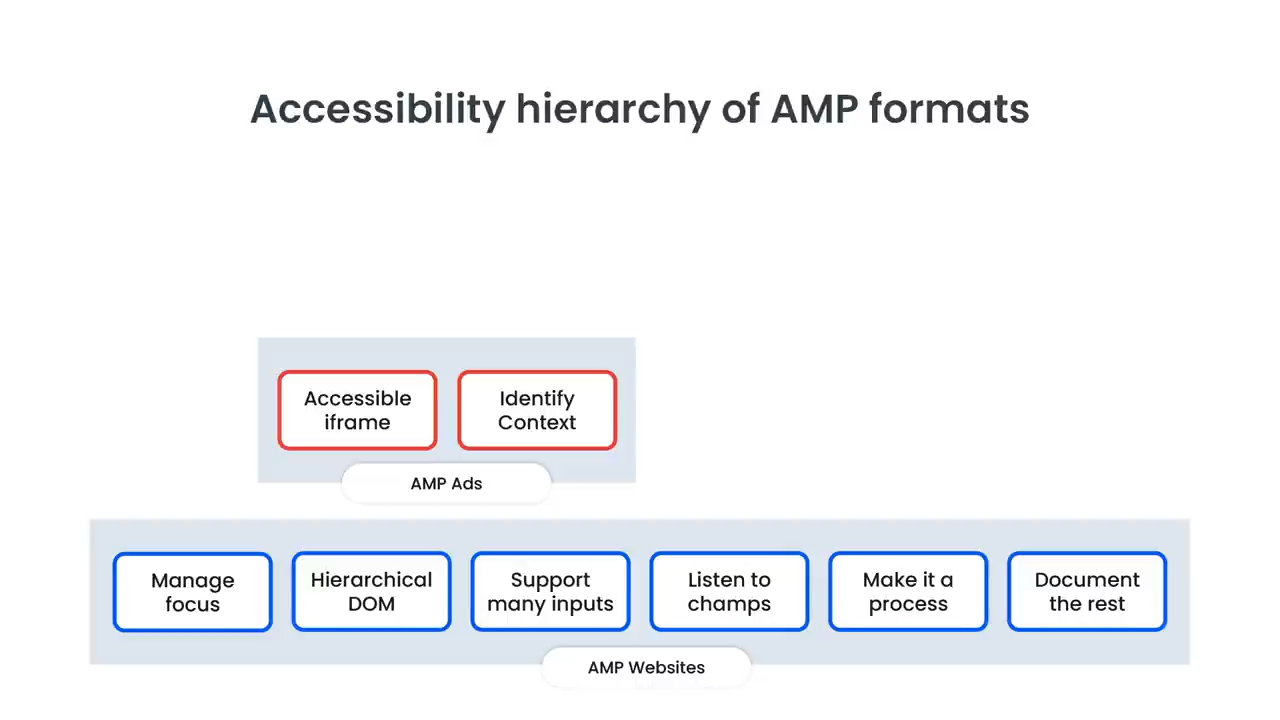 Accessibility hierarchy of AMP formats
Accessible
iframe
Identify
Context
AMP Ads
Manage
focus
Hierarchical
DOM
Support
many inputs
Listen to
champs
Make it a
process
Document
the rest
AMP Websites